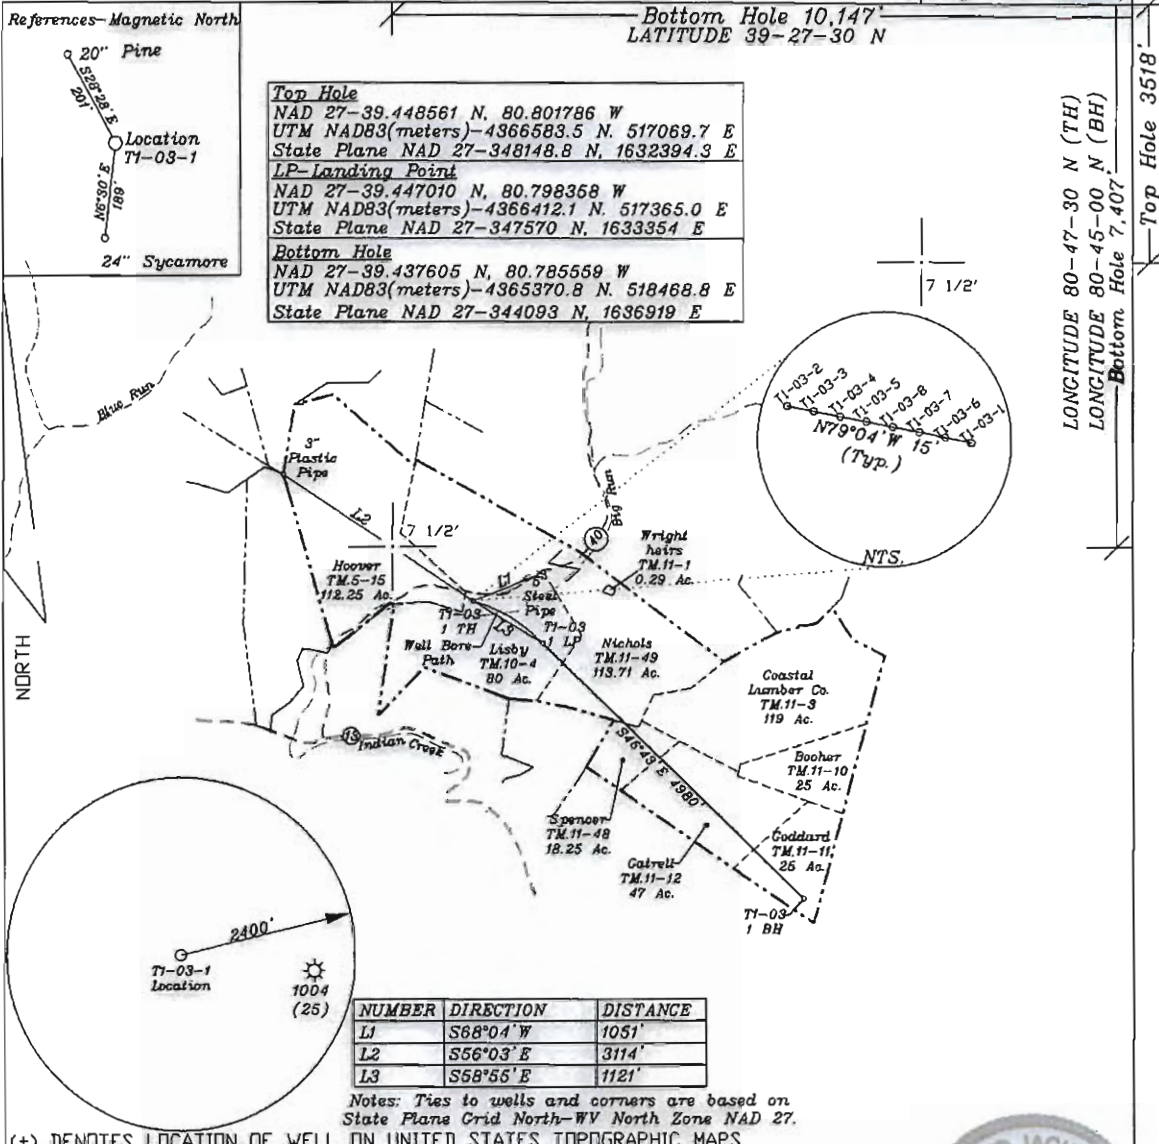 References-Magnetic North
20" Pine
S28°28'E
201'
Location
T1-03-1
N6°30'E
189'
24" Sycamore
Bottom Hole 10,147'
LATITUDE 39-27-30 N
Top Hole
NAD 27-39.448561 N, 80.801786 W
UTM NAD83(meters)-4366583.5 N. 517069.7 E
State Plane NAD 27-348148.8 N, 1632394.3 E
LP-Landing Point
NAD 27-39.447010 N, 80.798358 W
UTM NAD83(meters)-4366412.1 N. 517365.0 E
State Plane NAD 27-347570 N, 1633354 E
Bottom Hole
NAD 27-39.437605 N, 80.785559 W
UTM NAD83(meters)-4365370.8 N. 518468.8 E
State Plane NAD 27-344093 N, 1636919 E
LONGITUDE 80-47-30 N (TH)
LONGITUDE 80-45-00 N (BH)
Bottom Hole 7,407'
Top Hole 3518'
7 1/2'
T1-03-2
T1-03-3
T1-03-4
T1-03-5
T1-03-8
T1-03-7
T1-03-6
T1-03-1
N79°04'W 15'
(Typ.)
NTS.
Blue Run
3"
Plastic
Pipe
L2
7 1/2'
Big Run
40
Wright
heirs
TM.11-1
0.29 Ac.
Hoover
TM.5-15
112.25 Ac.
L1
Steel
Pipe
T1-03
1 TH
L3
T1-03
1 LP
Well Bore
Path
Lisby
TM.10-4
80 Ac.
Nichols
TM.11-49
113.71 Ac.
NORTH
Coastal
Lumber Co.
TM.11-3
119 Ac.
13
Indian Creek
S46°43'E 4980'
Booher
TM.11-10
25 Ac.
Spencer
TM.11-48
18.25 Ac.
Goddard
TM.11-11,
25 Ac.
Gatrell
TM.11-12
47 Ac.
T1-03
1 BH
2400'
T1-03-1
Location
1004
(25)
NUMBER DIRECTION DISTANCE
L1 S68°04'W 1051'
L2 S56°03'E 3114'
L3 S58°55'E 1121'
Notes: Ties to wells and corners are based on
State Plane Grid North-WV North Zone NAD 27.
(+) DENOTES LOCATION OF WELL ON UNITED STATES TOPOGRAPHIC MAPS